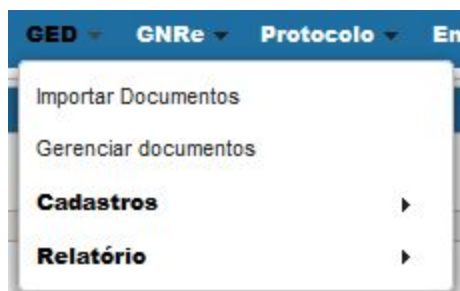 GED GNRe Protocolo
Importar Documentos
Gerenciar documentos
Cadastros
Relatório